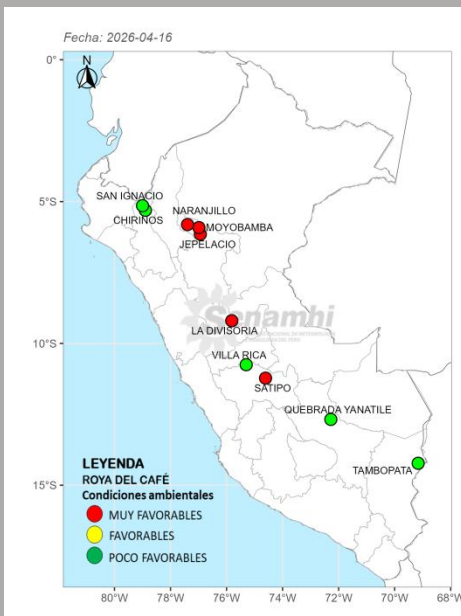 Fecha: 2026-04-16
N
0°
SAN IGNACIO
NARANJILLO
5°S
CHIRINOS
MOYOBAMBA
JEPELACIO
Senamhi
LA DIVISORIA
10°S
VILLA RICA
SATIPO
QUEBRADA YANATILE
TAMBOPATA
LEYENDA
ROYA DEL CAFÉ
15°S
Condiciones ambientales
MUY FAVORABLES
FAVORABLES
POCO FAVORABLES
80°W 78°W 76°W 74°W 72°W 70°W 68°W